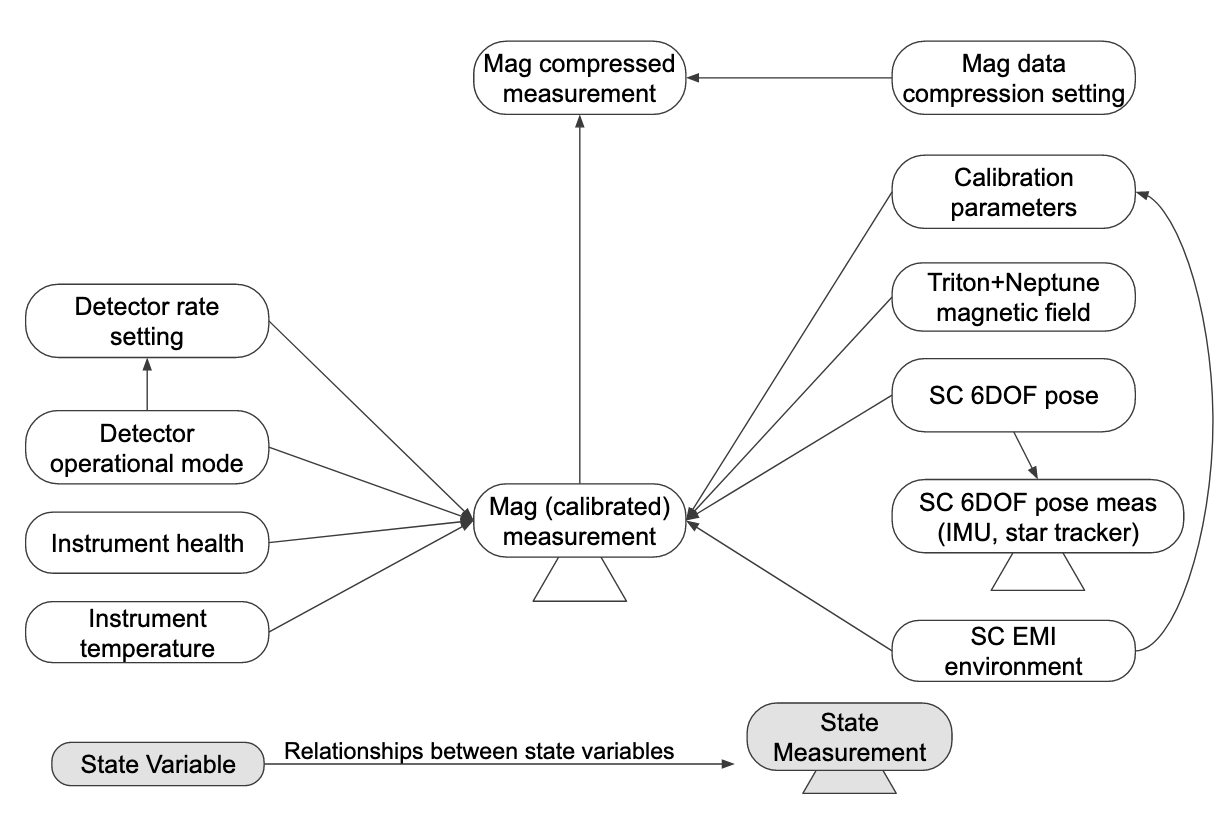 Mag compressed
measurement
Mag data
compression setting
Calibration
parameters
Triton+Neptune
magnetic field
Detector rate
setting
SC 6DOF pose
Detector
operational mode
Mag (calibrated)
measurement
SC 6DOF pose meas
(IMU, star tracker)
Instrument health
Instrument
temperature
SC EMI
environment
State Variable
Relationships between state variables
State
Measurement